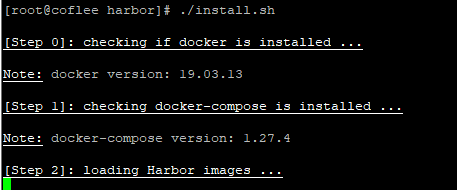 [root@coflee harbor]# ./install.sh
[Step 0]: checking if docker is installed ...
Note: docker version: 19.03.13
[Step 1]: checking docker-compose is installed ...
Note: docker-compose version: 1.27.4
[Step 2]: loading Harbor images ...